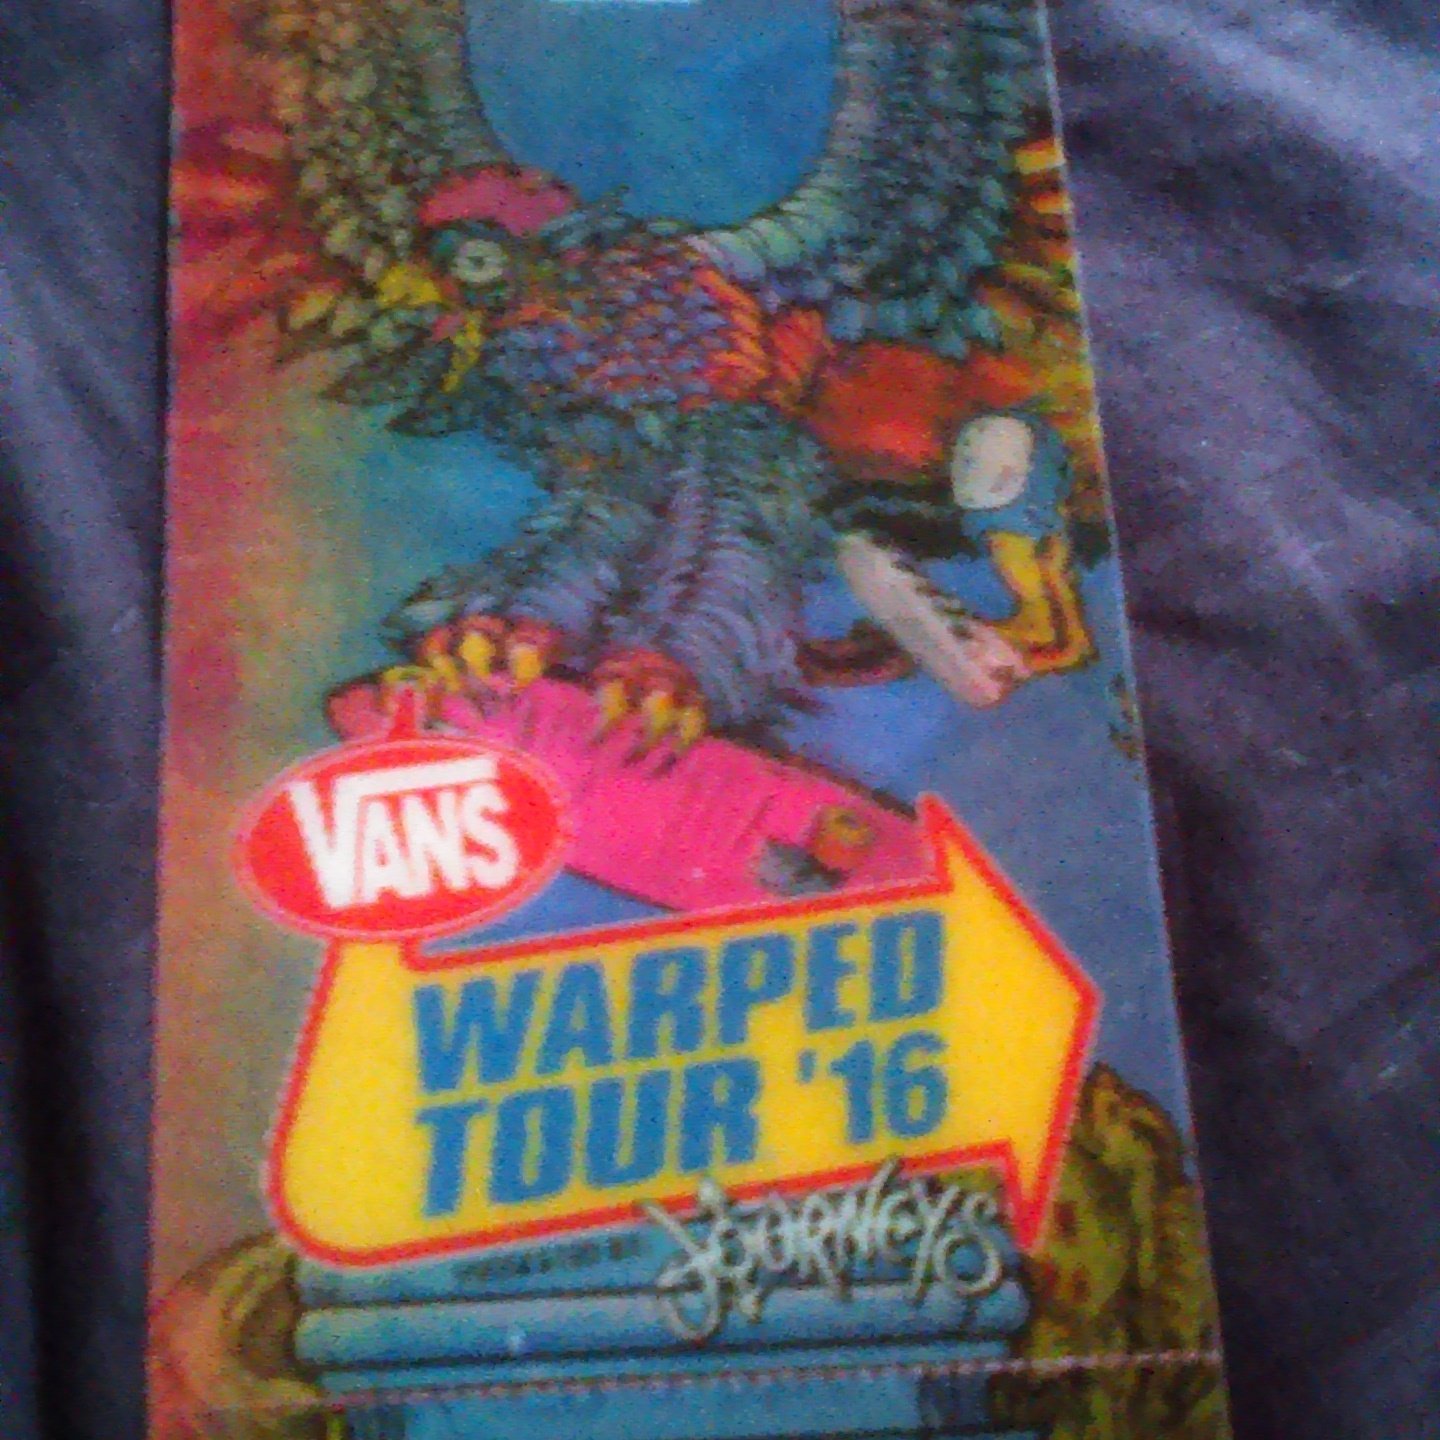 VANS
WARPED
TOUR '16
JOURNEYS